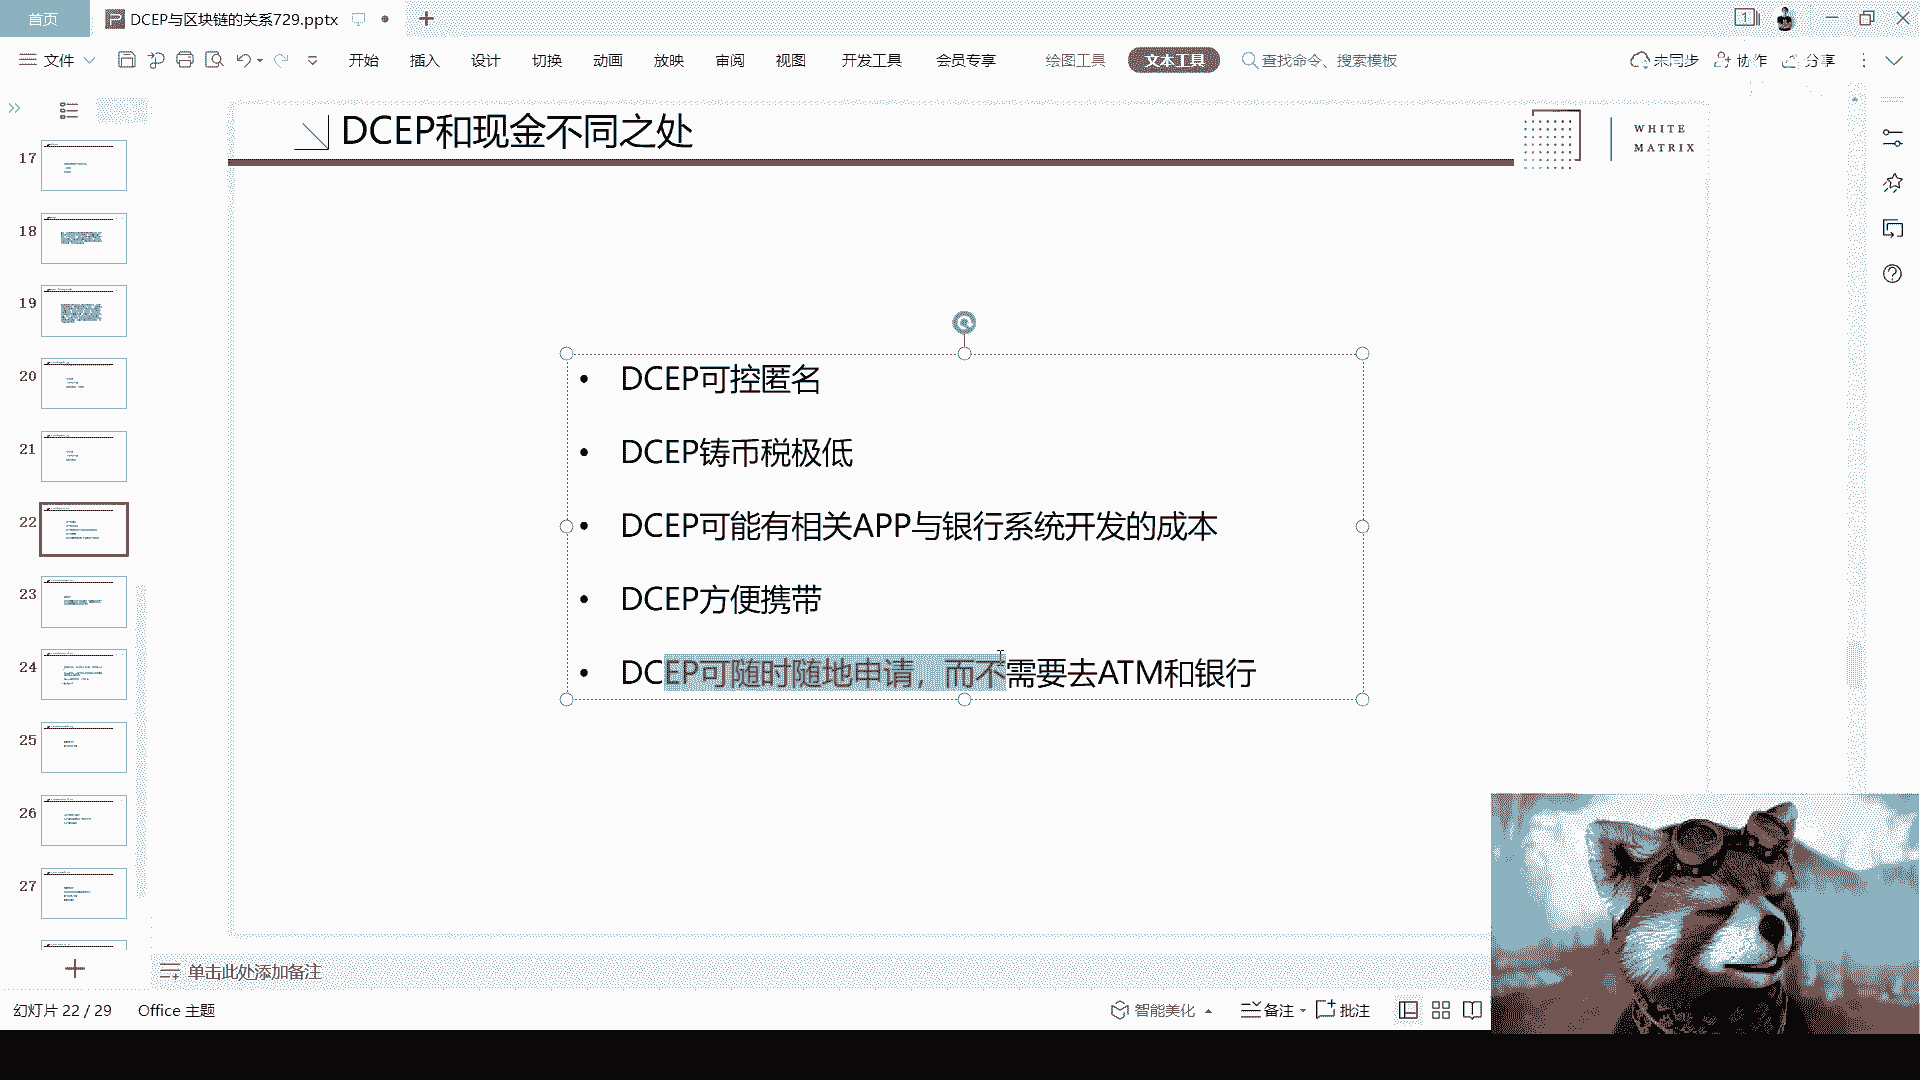 首页
DCEP与区块链的关系729.pptx
文件
开始
插入
设计
切换
动画
放映
审阅
视图
开发工具
会员专享
绘图工具
文本工具
查找命令、搜索模板
未同步
协作
分享
DCEP和现金不同之处
WHITE
MATRIX
17
18
19
20
21
22
23
24
25
26
27
• DCEP可控匿名
• DCEP铸币税极低
• DCEP可能有相关APP与银行系统开发的成本
• DCEP方便携带
• DCEP可随时随地申请，而不需要去ATM和银行
单击此处添加备注
幻灯片 22 / 29
Office 主题
智能美化
备注
批注